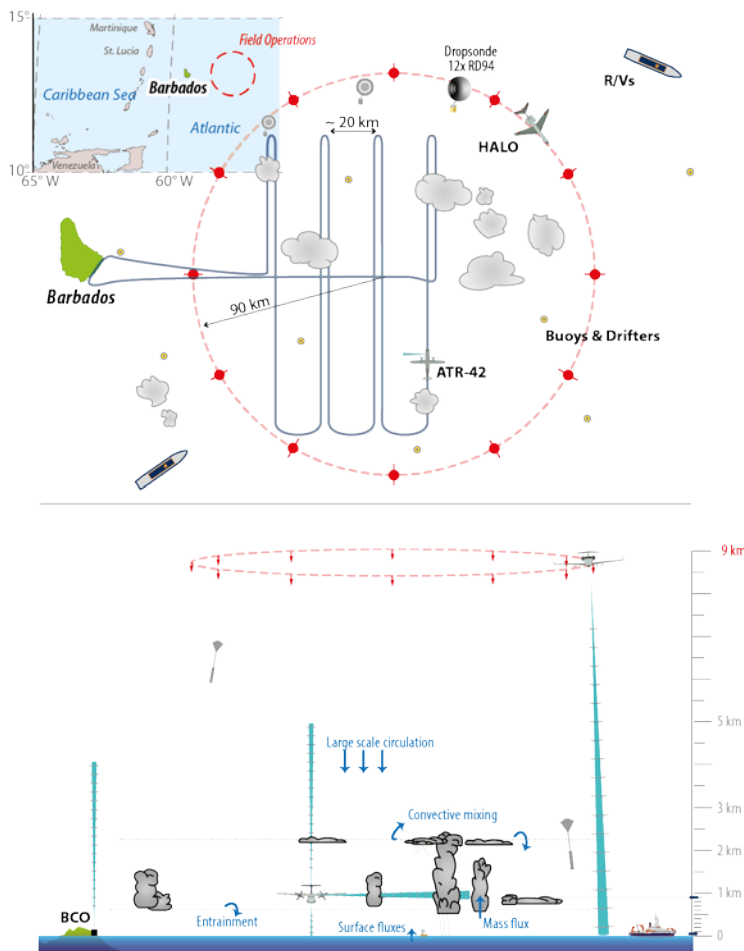 15°
Martinique
St. Lucia
Field Operations
Barbados
Caribbean Sea
Atlantic
Venezuela
10°
65°W
60°W
Dropsonde
12x RD94
R/Vs
~ 20 km
HALO
Barbados
90 km
Buoys & Drifters
ATR-42
9 km
5 km
Large scale circulation
3 km
Convective mixing
2 km
1 km
BCO
Entrainment
Surface fluxes
Mass flux
0